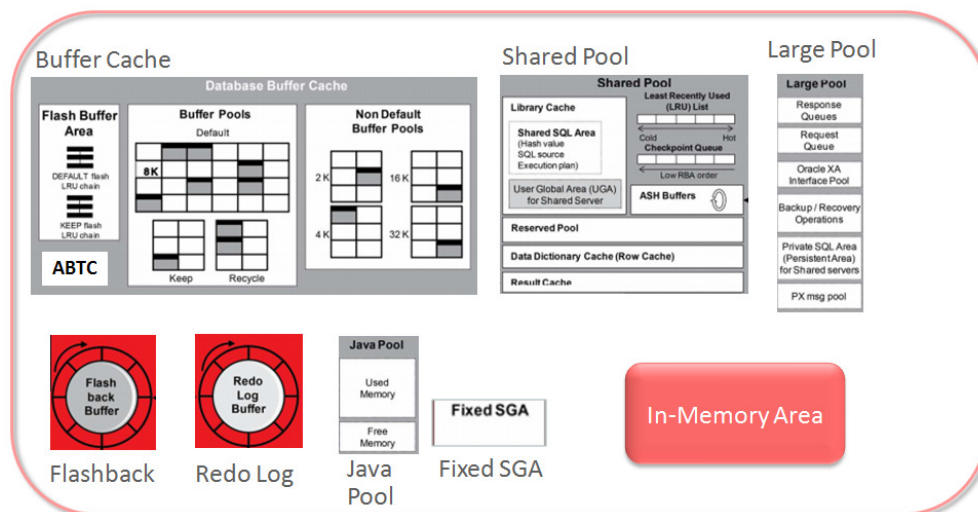 Buffer Cache
Database Buffer Cache
Flash Buffer
Area
DEFAULT flash
LRU chain
KEEP flash
LRU chain
ABTC
Buffer Pools
Default
8K
Keep
Recycle
Non Default
Buffer Pools
2 K
16K
4 K
32 K
Shared Pool
Shared Pool
Library Cache
Shared SQL Area
(Hash value
SQL source
Execution plan)
User Global Area (UGA)
for Shared Server
Least Recently Used
(LRU) List
Cold
Hot
Checkpoint Queue
Low RBA order
ASH Buffers
Reserved Pool
Data Dictionary Cache (Row Cache)
Result Cache
Large Pool
Large Pool
Response
Queues
Request
Queue
Oracle XA
Interface Pool
Backup / Recovery
Operations
Private SQL Area
(Persistent Area)
for Shared servers
PX msg pool
Flash
back
Buffer
Flashback
Redo
Log
Buffer
Redo Log
Java Pool
Used
Memory
Free
Memory
Java
Pool
Fixed SGA
Fixed SGA
In-Memory Area